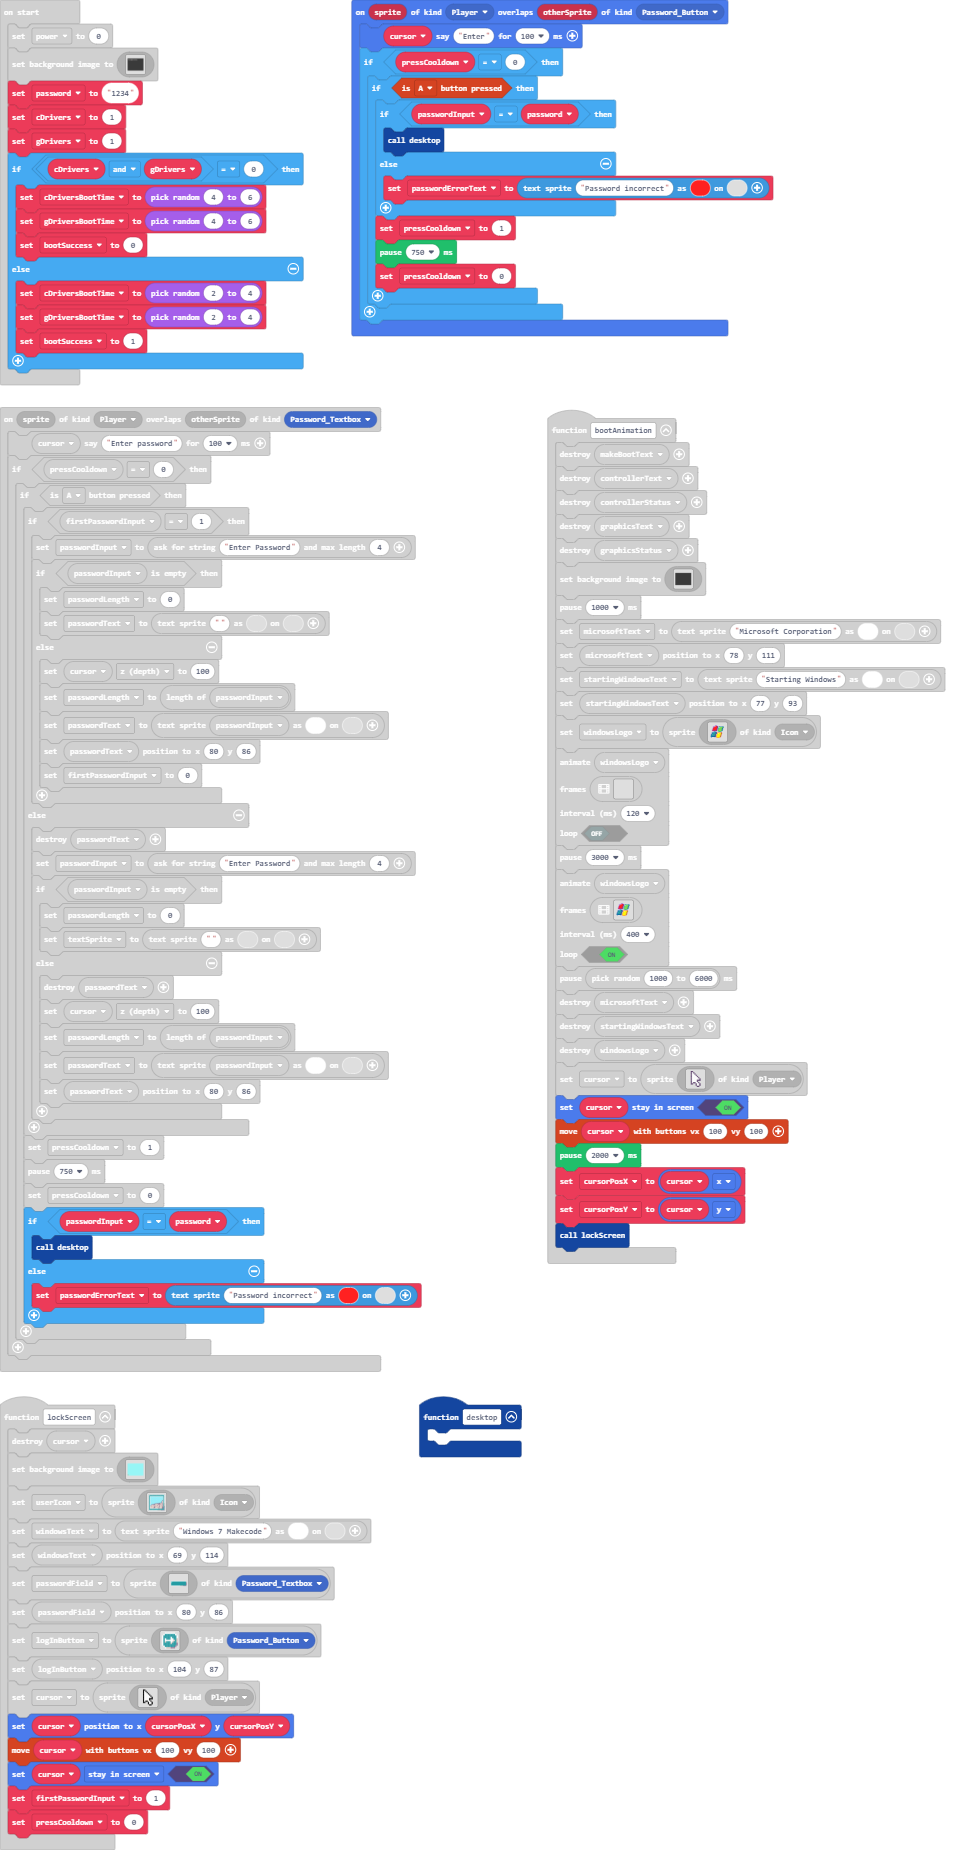 on start
set power to 0
set background image to
set password to "1234"
set cDrivers to 1
set gDrivers to 1
if cDrivers and gDrivers = 0 then
set cDriversBootTime to pick random 4 to 6
set gDriversBootTime to pick random 4 to 6
set bootSuccess to 0
else
set cDriversBootTime to pick random 2 to 4
set gDriversBootTime to pick random 2 to 4
set bootSuccess to 1
on sprite of kind Player overlaps otherSprite of kind Password_Button
cursor say "Enter" for 100 ms
if pressCooldown = 0 then
if is A button pressed then
if passwordInput = password then
call desktop
else
set passwordErrorText to text sprite "Password incorrect" as on
set pressCooldown to 1
pause 750 ms
set pressCooldown to 0
on sprite of kind Player overlaps otherSprite of kind Password_Textbox
cursor say "Enter password" for 100 ms
if pressCooldown = 0 then
if is A button pressed then
if firstPasswordInput = 1 then
set passwordInput to ask for string "Enter Password" and max length 4
if passwordInput is empty then
set passwordLength to 0
set passwordText to text sprite " " as on
else
set cursor z (depth) to 100
set passwordLength to length of passwordInput
set passwordText to text sprite passwordInput as on
set passwordText position to x 80 y 86
set firstPasswordInput to 0
else
destroy passwordText
set passwordInput to ask for string "Enter Password" and max length 4
if passwordInput is empty then
set passwordLength to 0
set textSprite to text sprite " " as on
else
destroy passwordText
set cursor z (depth) to 100
set passwordLength to length of passwordInput
set passwordText to text sprite passwordInput as on
set passwordText position to x 80 y 86
set pressCooldown to 1
pause 750 ms
set pressCooldown to 0
if passwordInput = password then
call desktop
else
set passwordErrorText to text sprite "Password incorrect" as on
function bootAnimation
destroy makeBootText
destroy controllerText
destroy controllerStatus
destroy graphicsText
destroy graphicsStatus
set background image to
pause 1000 ms
set microsoftText to text sprite "Microsoft Corporation" as on
set microsoftText position to x 78 y 111
set startingWindowsText to text sprite "Starting Windows" as on
set startingWindowsText position to x 77 y 93
set windowsLogo to sprite of kind Icon
animate windowsLogo
frames
interval (ms) 120
loop OFF
pause 3000 ms
animate windowsLogo
frames
interval (ms) 400
loop ON
pause pick random 1000 to 6000 ms
destroy microsoftText
destroy startingWindowsText
destroy windowsLogo
set cursor to sprite of kind Player
set cursor stay in screen ON
move cursor with buttons vx 100 vy 100
pause 2000 ms
set cursorPosX to cursor x
set cursorPosY to cursor y
call lockScreen
function lockScreen
destroy cursor
set background image to
set userIcon to sprite of kind Icon
set windowsText to text sprite "Windows 7 Makecode" as on
set windowsText position to x 69 y 114
set passwordField to sprite of kind Password_Textbox
set passwordField position to x 80 y 86
set logInButton to sprite of kind Password_Button
set logInButton position to x 104 y 87
set cursor to sprite of kind Player
set cursor position to x cursorPosX y cursorPosY
move cursor with buttons vx 100 vy 100
set cursor stay in screen ON
set firstPasswordInput to 1
set pressCooldown to 0
function desktop